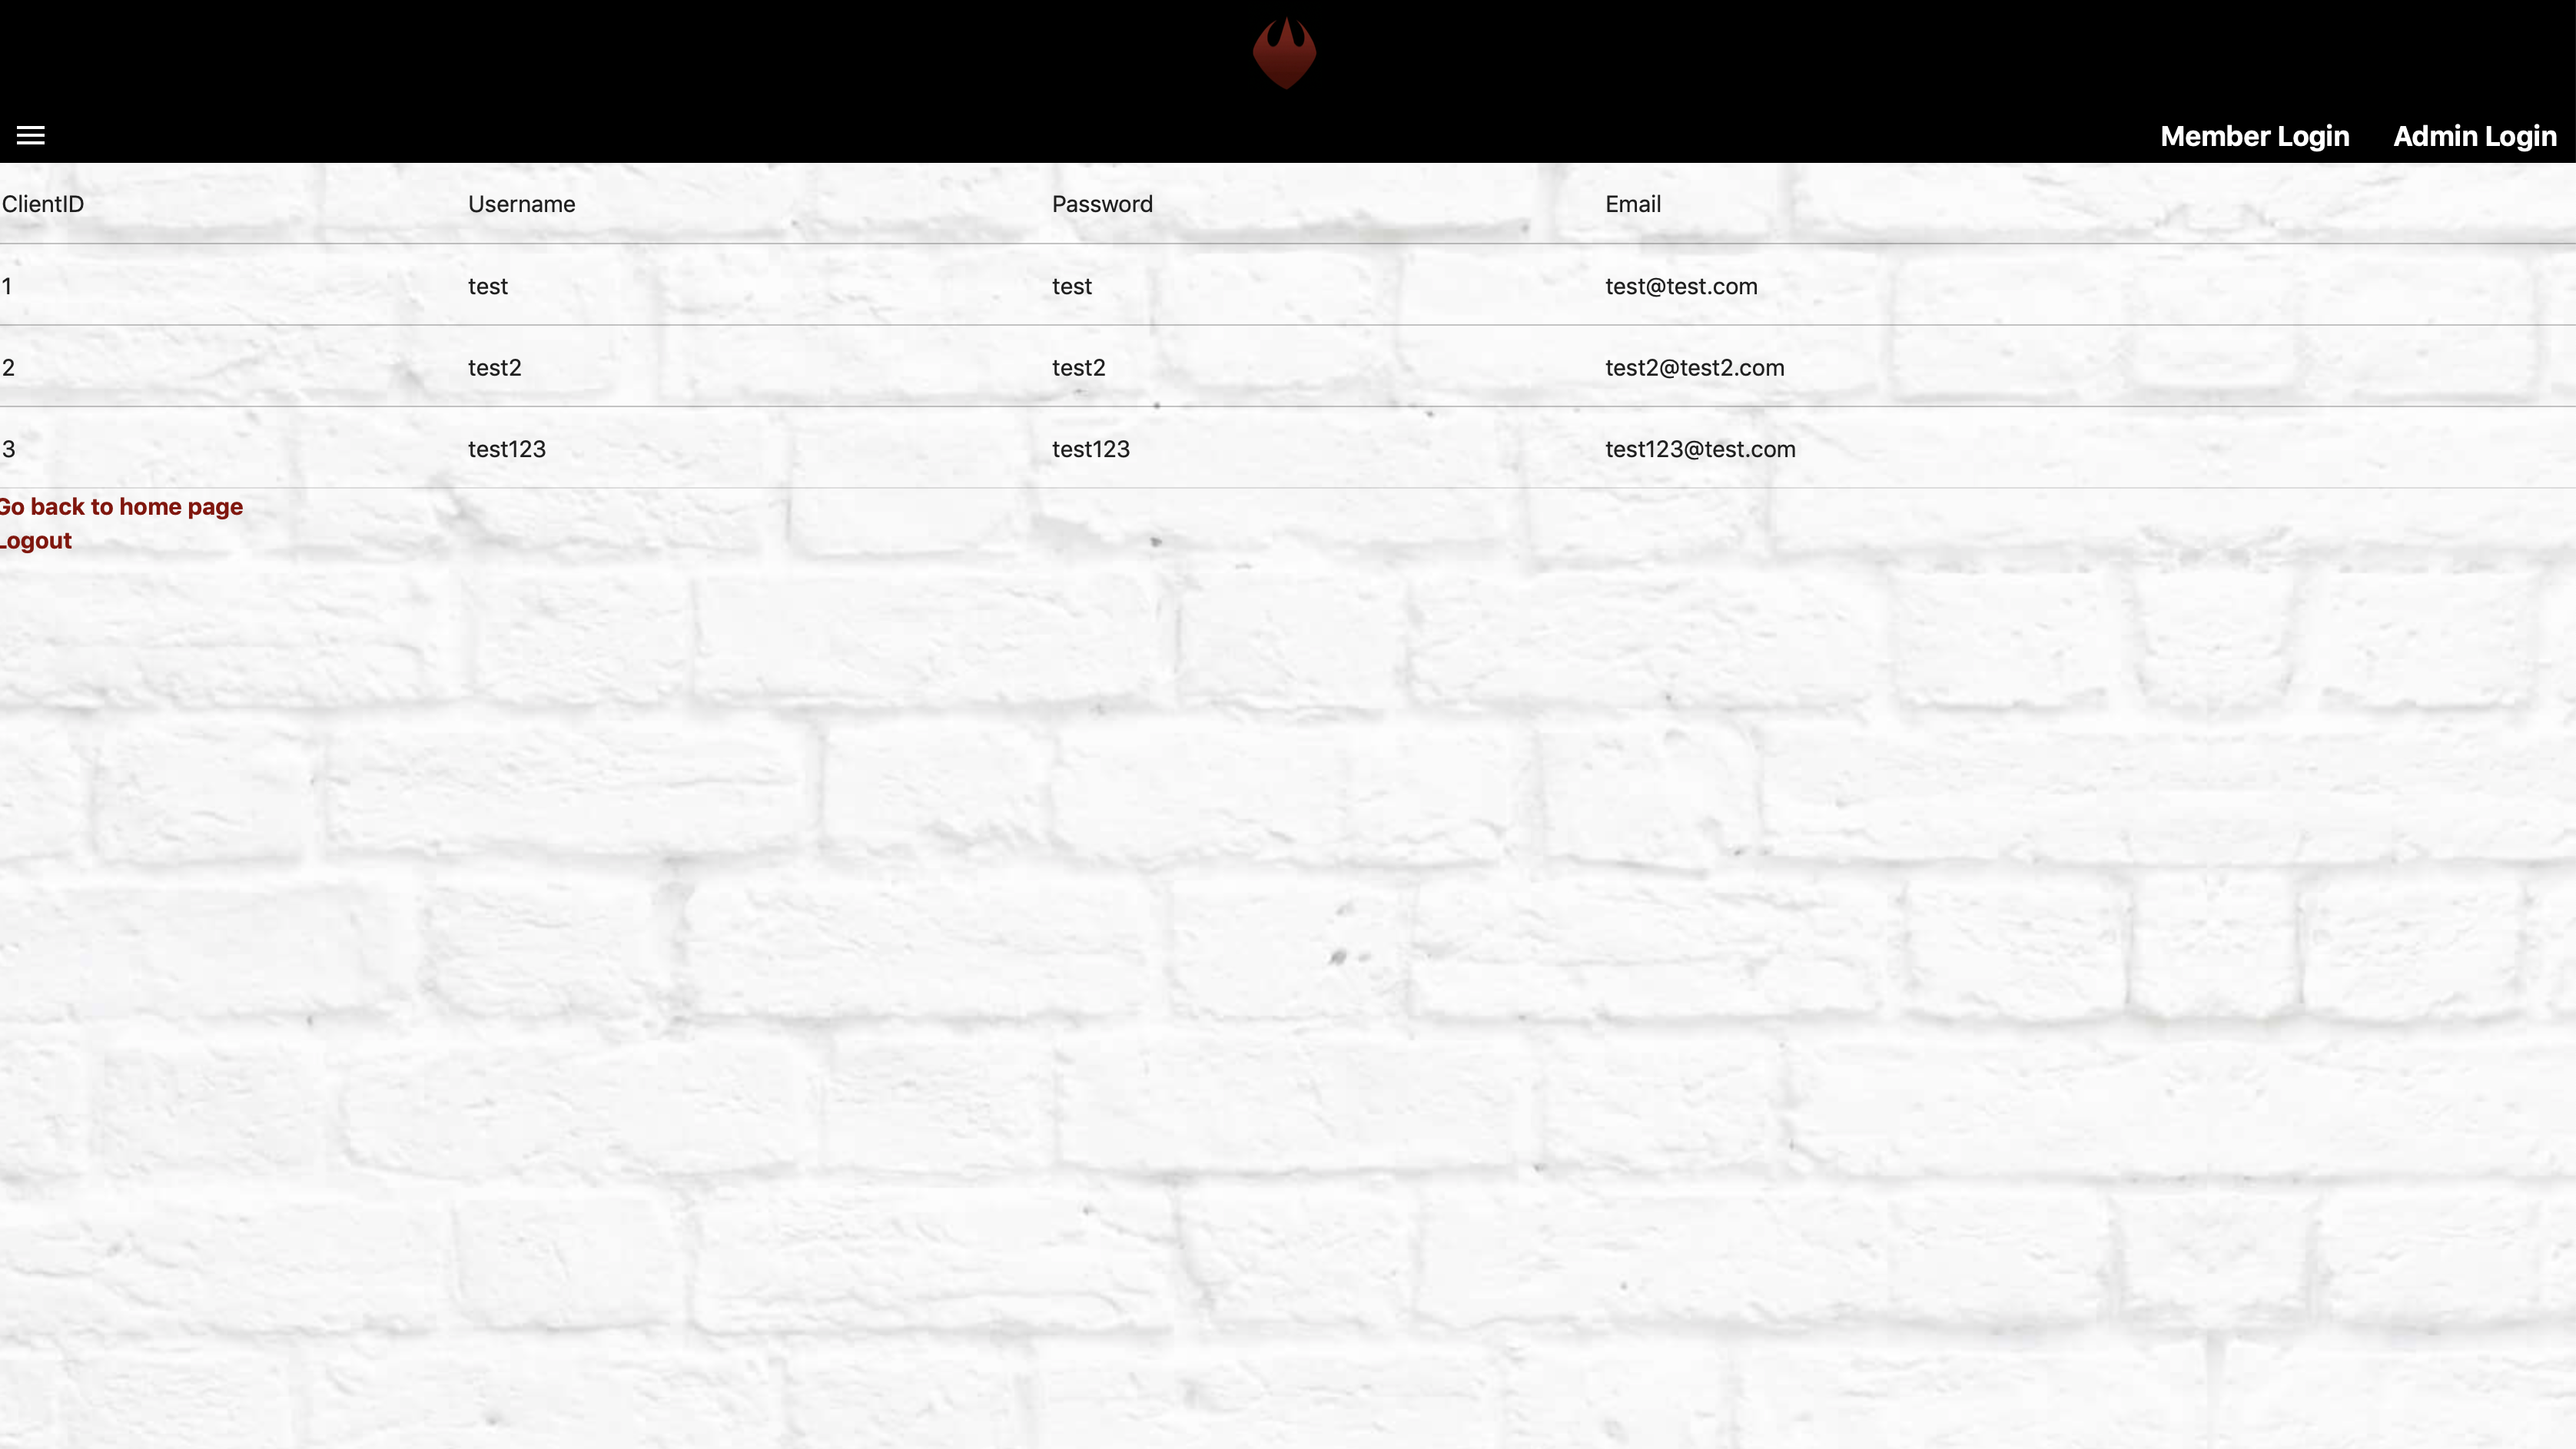 Member Login Admin Login
ClientID Username Password Email
1 test test test@test.com
2 test2 test2 test2@test2.com
3 test123 test123 test123@test.com
Go back to home page
Logout